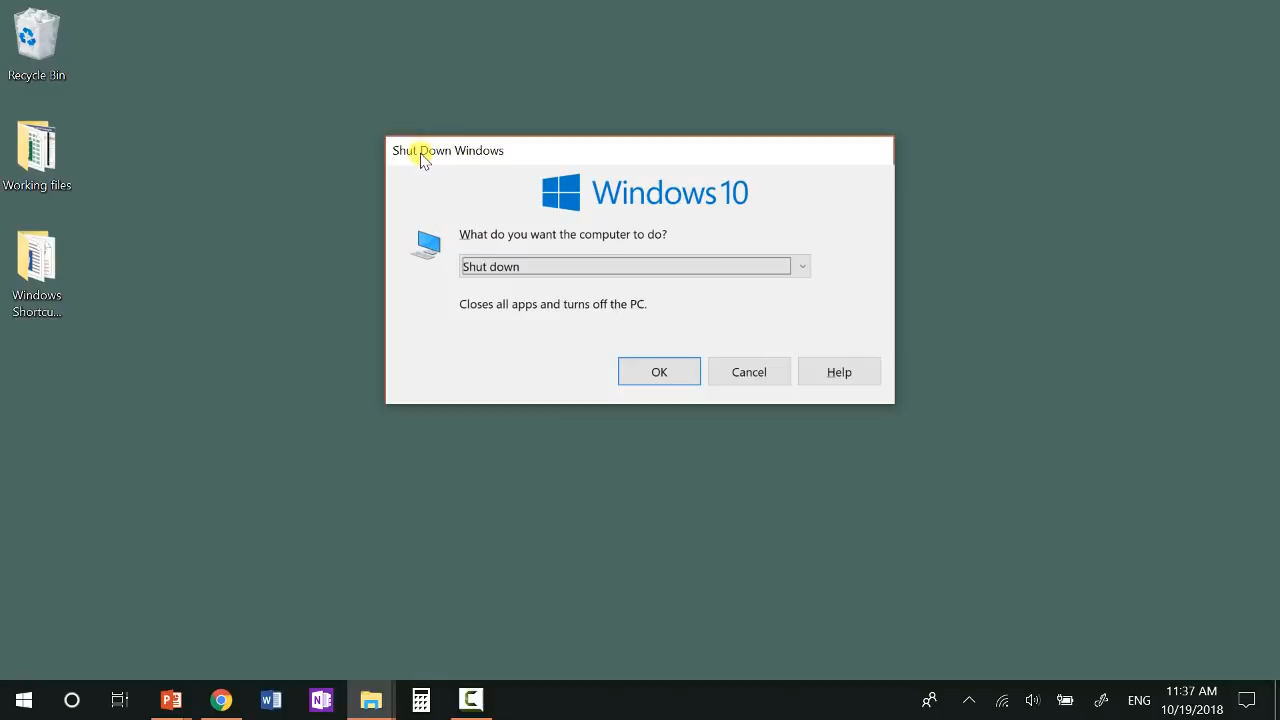 Recycle Bin
Working files
Windows
Shortcu...
Shut Down Windows
Windows 10
What do you want the computer to do?
Shut down
Closes all apps and turns off the PC.
OK
Cancel
Help
ENG
11:37 AM
10/19/2018